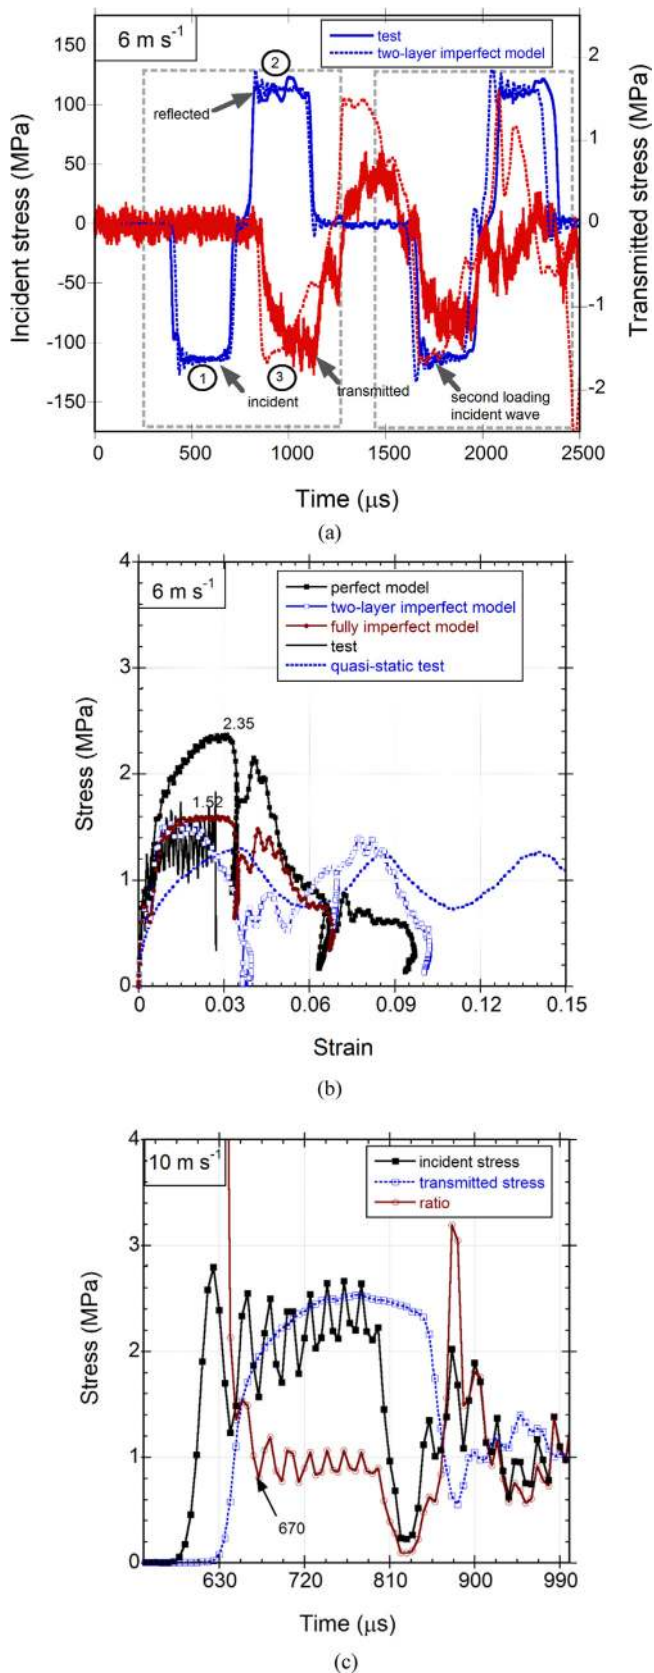 6 m s⁻¹
test
two-layer imperfect model
2
reflected
1
incident
3
transmitted
second loading
incident wave
175
150
100
50
0
-50
-100
-150
-175
Incident stress (MPa)
2
1
0
-1
-2
Transmitted stress (MPa)
0 500 1000 1500 2000 2500
Time (μs)
(a)
6 m s⁻¹
perfect model
two-layer imperfect model
fully imperfect model
test
quasi-static test
2.35
1.52
4
3
2
1
0
Stress (MPa)
0 0.03 0.06 0.09 0.12 0.15
Strain
(b)
10 m s⁻¹
incident stress
transmitted stress
ratio
670
4
3
2
1
0
Stress (MPa)
630 720 810 900 990
Time (μs)
(c)